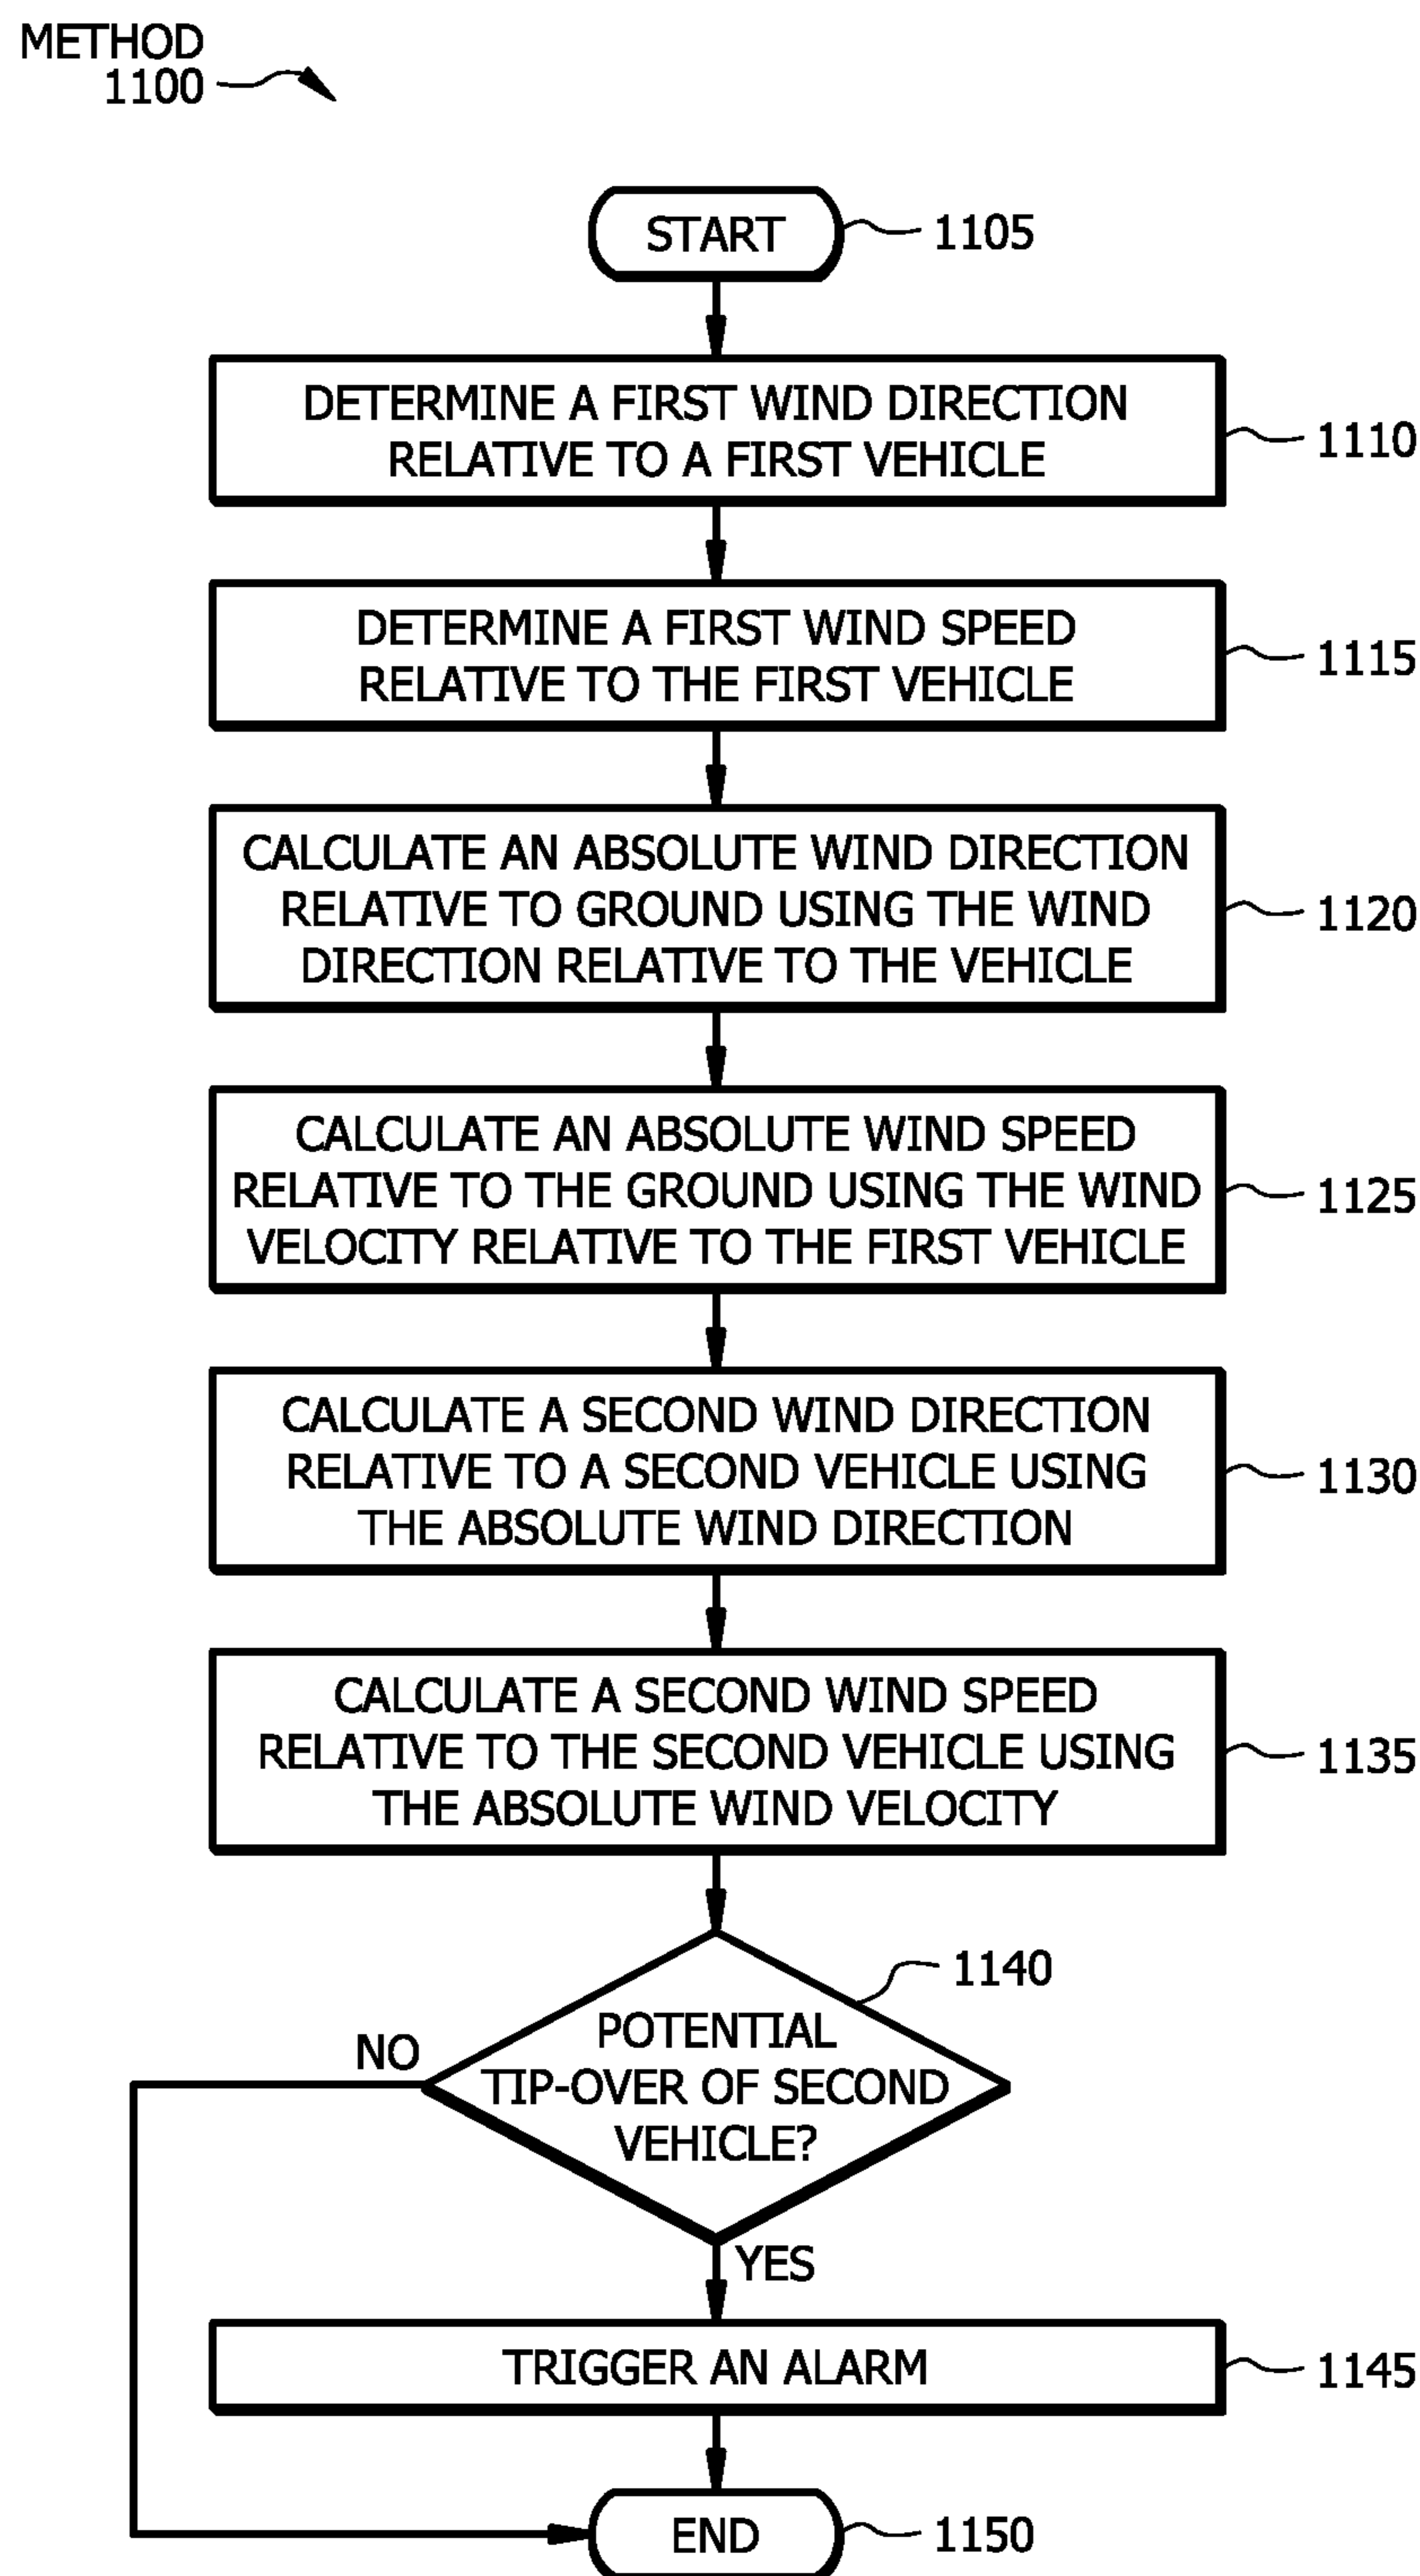 METHOD
1100
START
1105
DETERMINE A FIRST WIND DIRECTION
RELATIVE TO A FIRST VEHICLE
1110
DETERMINE A FIRST WIND SPEED
RELATIVE TO THE FIRST VEHICLE
1115
CALCULATE AN ABSOLUTE WIND DIRECTION
RELATIVE TO GROUND USING THE WIND
DIRECTION RELATIVE TO THE VEHICLE
1120
CALCULATE AN ABSOLUTE WIND SPEED
RELATIVE TO THE GROUND USING THE WIND
VELOCITY RELATIVE TO THE FIRST VEHICLE
1125
CALCULATE A SECOND WIND DIRECTION
RELATIVE TO A SECOND VEHICLE USING
THE ABSOLUTE WIND DIRECTION
1130
CALCULATE A SECOND WIND SPEED
RELATIVE TO THE SECOND VEHICLE USING
THE ABSOLUTE WIND VELOCITY
1135
1140
POTENTIAL
TIP-OVER OF SECOND
VEHICLE?
NO
YES
TRIGGER AN ALARM
1145
END
1150